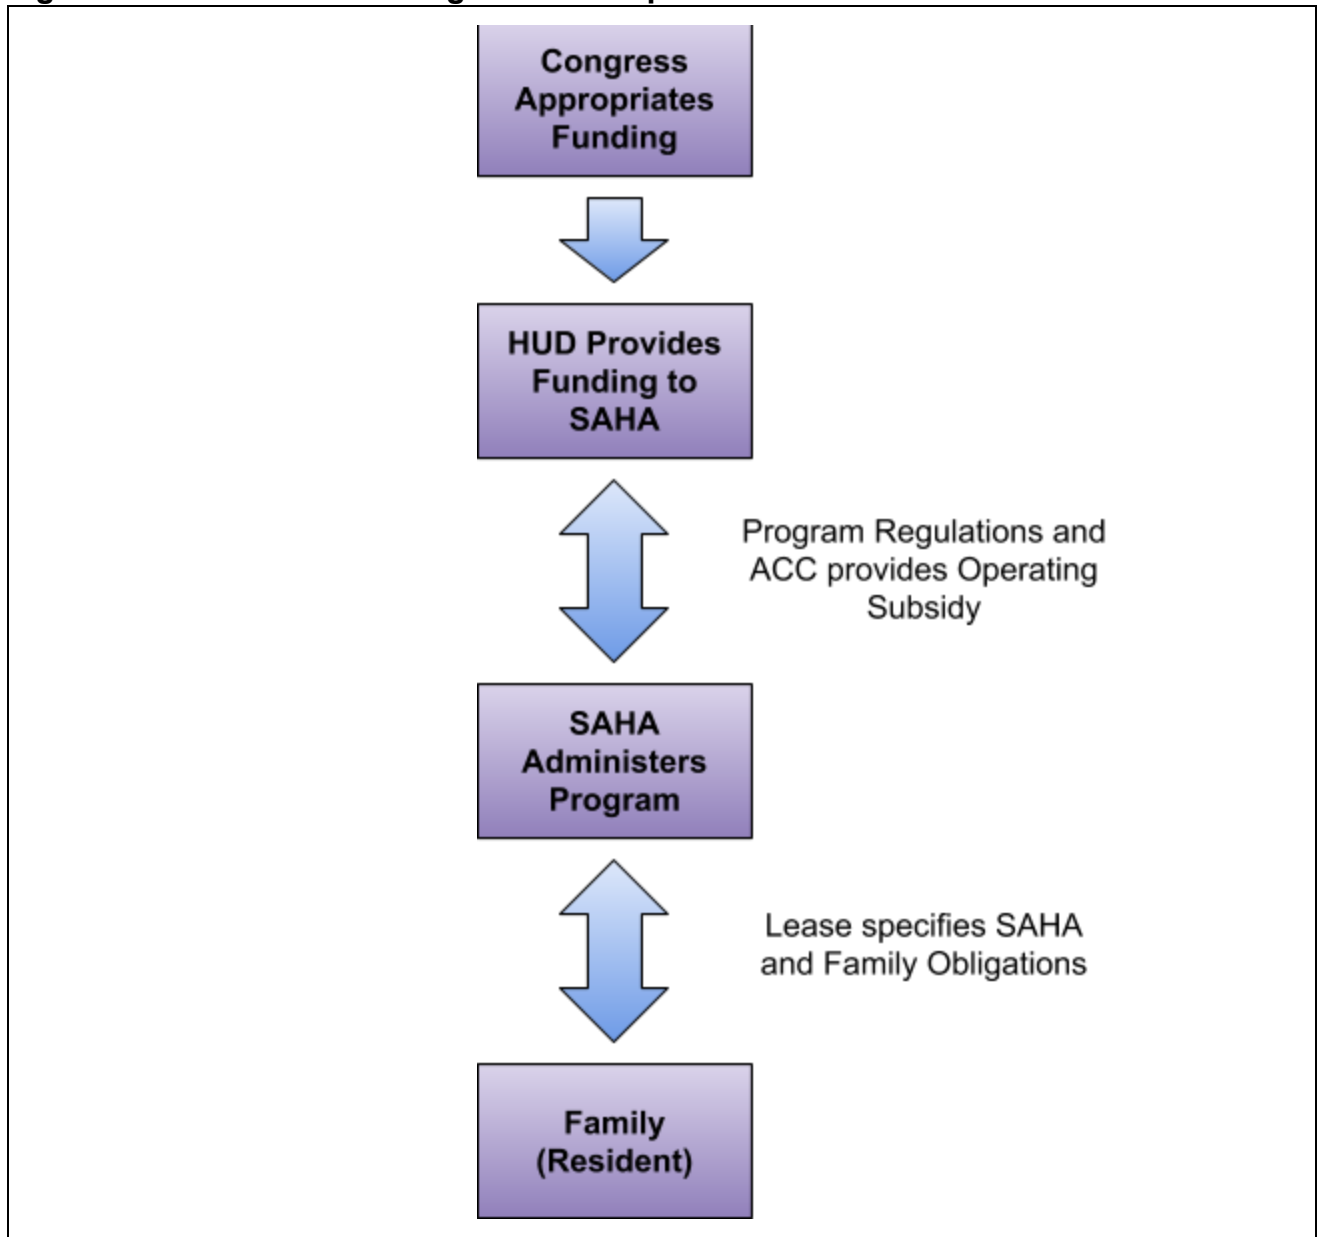 Congress
Appropriates
Funding
HUD Provides
Funding to
SAHA
Program Regulations and
ACC provides Operating
Subsidy
SAHA
Administers
Program
Lease specifies SAHA
and Family Obligations
Family
(Resident)